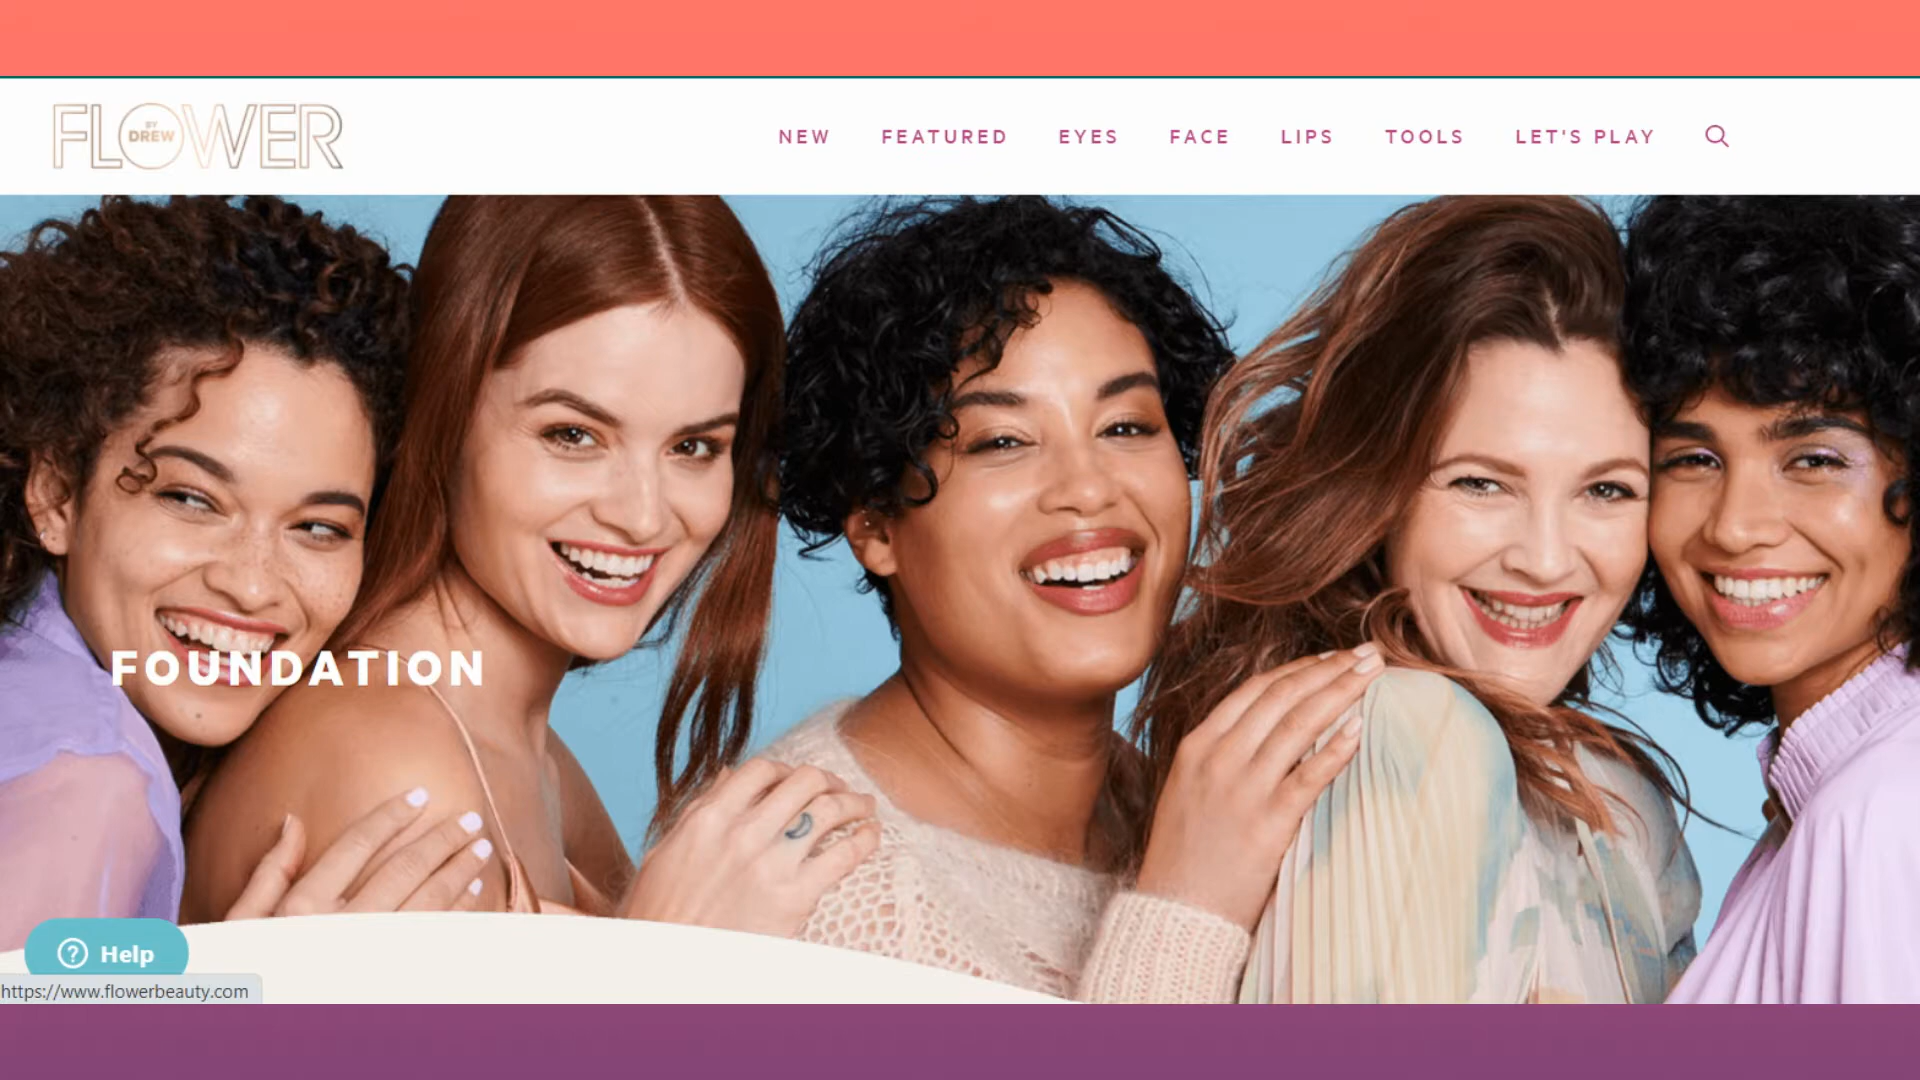 FLOWER
BY
DREW
NEW FEATURED EYES FACE LIPS TOOLS LET'S PLAY
FOUNDATION
Help
https://www.flowerbeauty.com